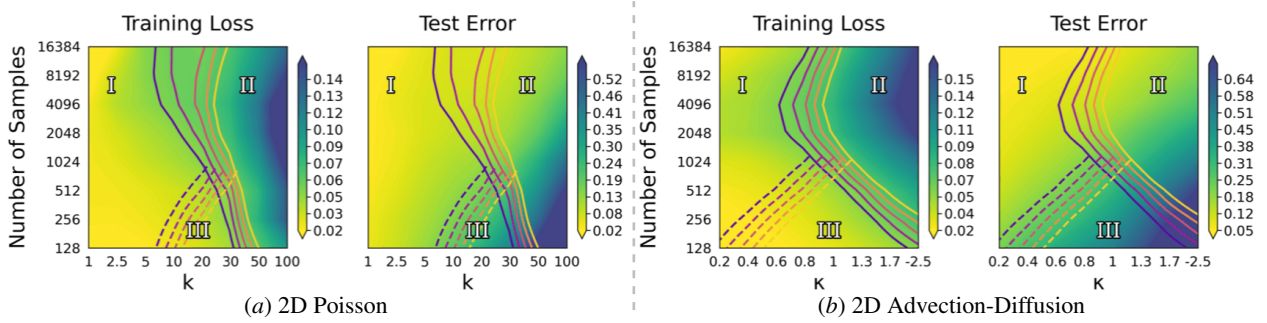 Training Loss
Test Error
Training Loss
Test Error
Number of Samples
16384
8192
4096
2048
1024
512
256
128
I
II
III
1 2.5 5 10 20 30 50 100
k
0.14
0.13
0.12
0.10
0.09
0.07
0.06
0.05
0.03
0.02
I
II
III
1 2.5 5 10 20 30 50 100
k
0.52
0.46
0.41
0.35
0.30
0.24
0.19
0.13
0.08
0.02
Number of Samples
16384
8192
4096
2048
1024
512
256
128
I
II
III
0.2 0.4 0.6 0.8 1 1.3 1.7 -2.5
κ
0.15
0.14
0.12
0.11
0.09
0.08
0.07
0.05
0.04
0.02
I
II
III
0.2 0.4 0.6 0.8 1 1.3 1.7 -2.5
κ
0.64
0.58
0.51
0.45
0.38
0.31
0.25
0.18
0.12
0.05
(a) 2D Poisson
(b) 2D Advection-Diffusion